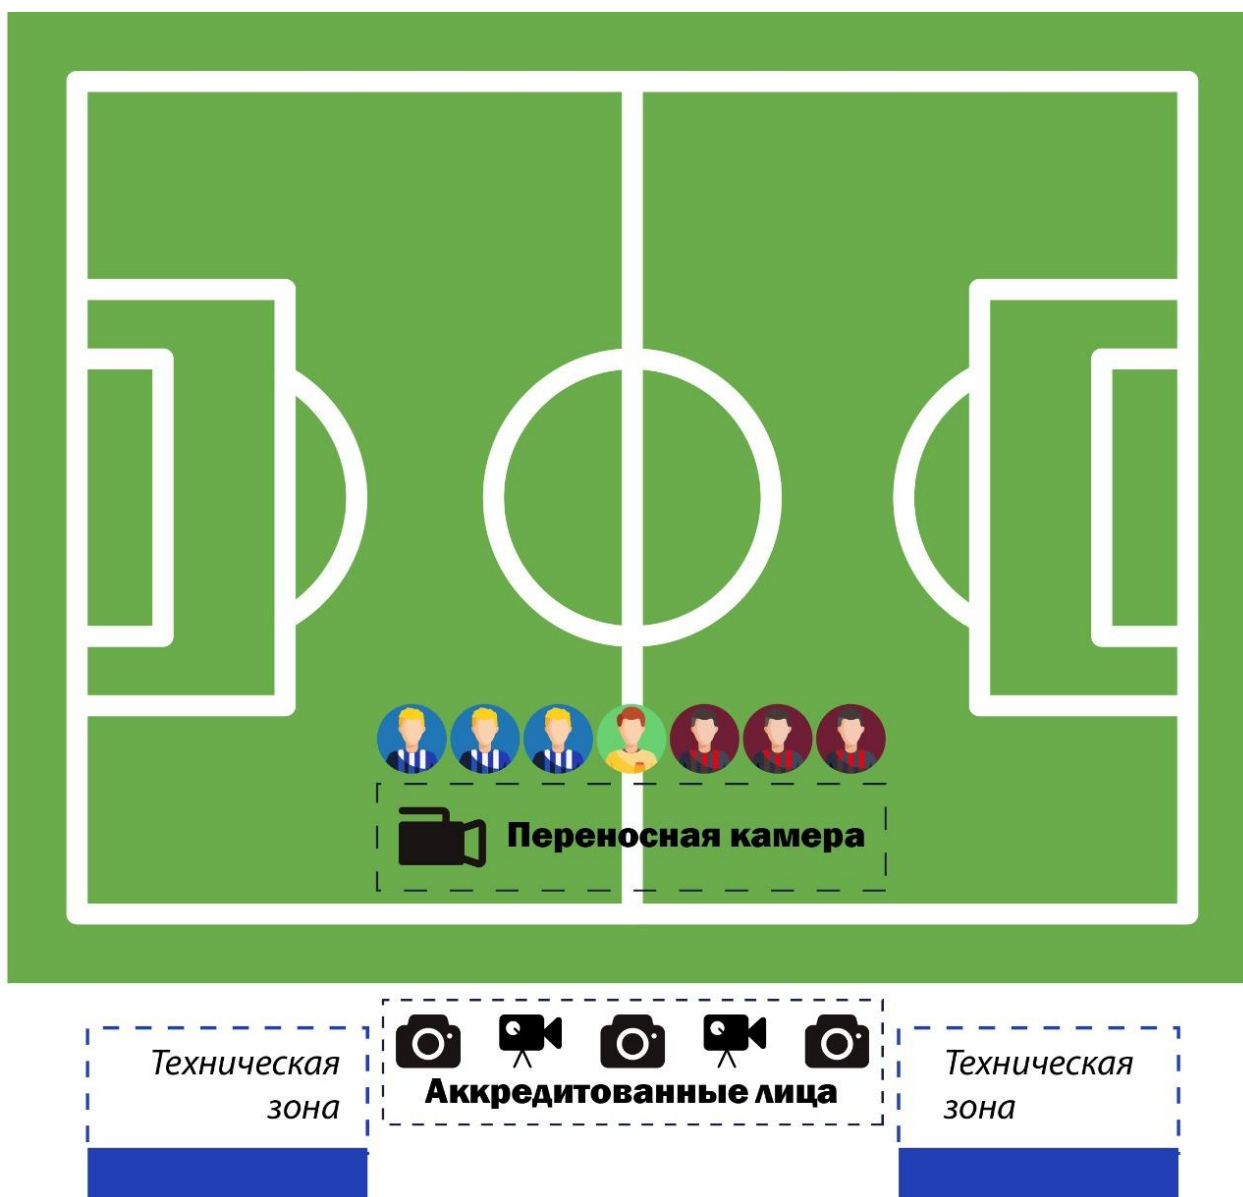 Переносная камера
Техническая
зона
Аккредитованные лица
Техническая
зона